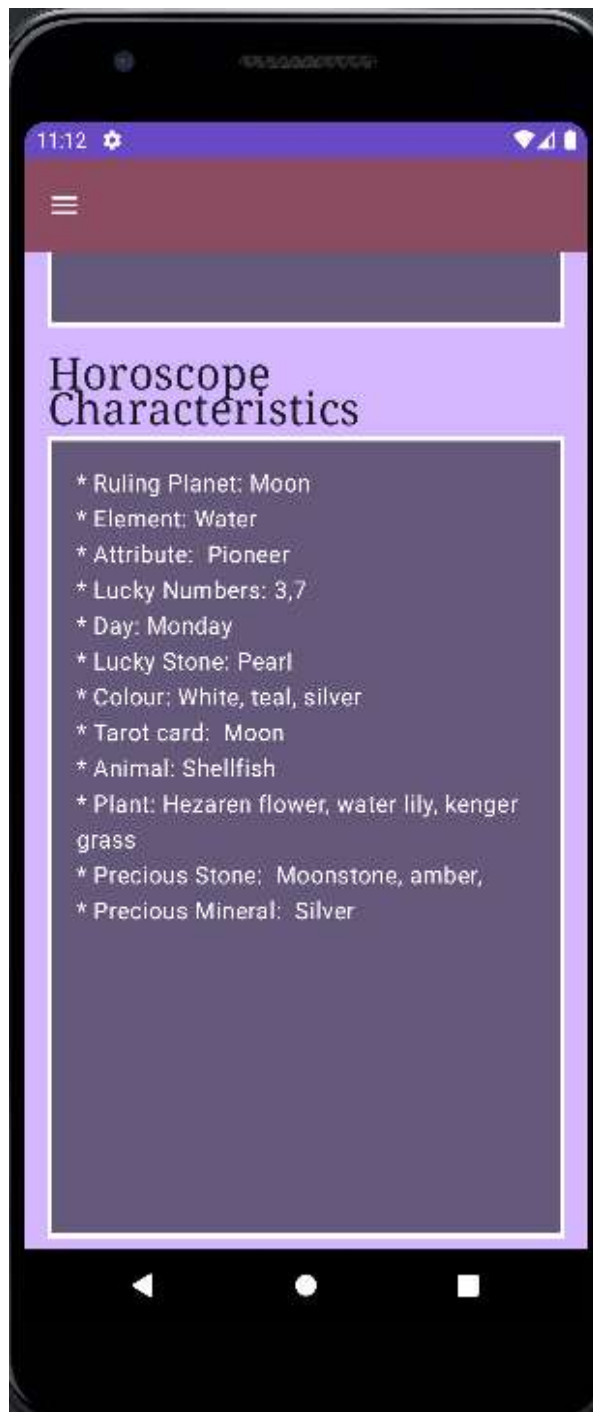 11:12
Horoscope
Characteristics
* Ruling Planet: Moon
* Element: Water
* Attribute:  Pioneer
* Lucky Numbers: 3,7
* Day: Monday
* Lucky Stone: Pearl
* Colour: White, teal, silver
* Tarot card:  Moon
* Animal: Shellfish
* Plant: Hezaren flower, water lily, kenger
grass
* Precious Stone:  Moonstone, amber,
* Precious Mineral:  Silver